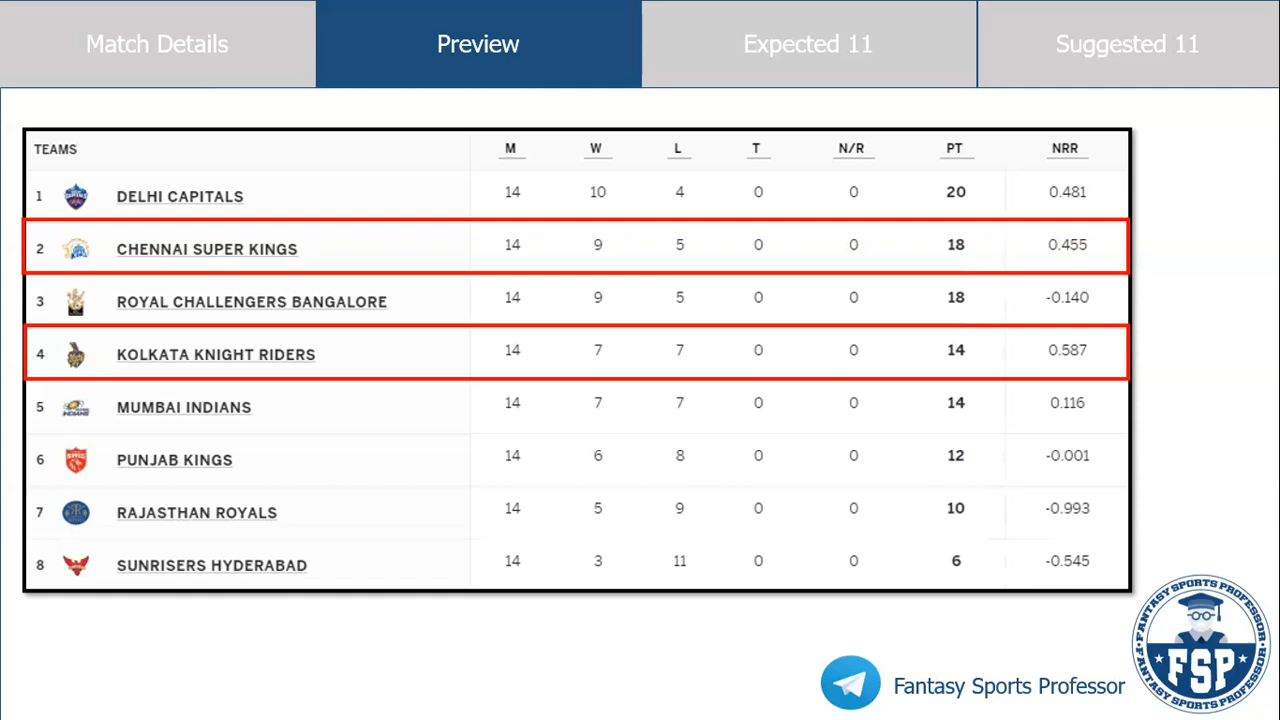 Match Details Preview Expected 11 Suggested 11
TEAMS M W L T N/R PT NRR
1 DELHI CAPITALS 14 10 4 0 0 20 0.481
2 CHENNAI SUPER KINGS 14 9 5 0 0 18 0.455
3 ROYAL CHALLENGERS BANGALORE 14 9 5 0 0 18 -0.140
4 KOLKATA KNIGHT RIDERS 14 7 7 0 0 14 0.587
5 MUMBAI INDIANS 14 7 7 0 0 14 0.116
6 PUNJAB KINGS 14 6 8 0 0 12 -0.001
7 RAJASTHAN ROYALS 14 5 9 0 0 10 -0.993
8 SUNRISERS HYDERABAD 14 3 11 0 0 6 -0.545
Fantasy Sports Professor
FANTASY SPORTS PROFESSOR
FSP
FANTASY SPORTS PROFESSOR